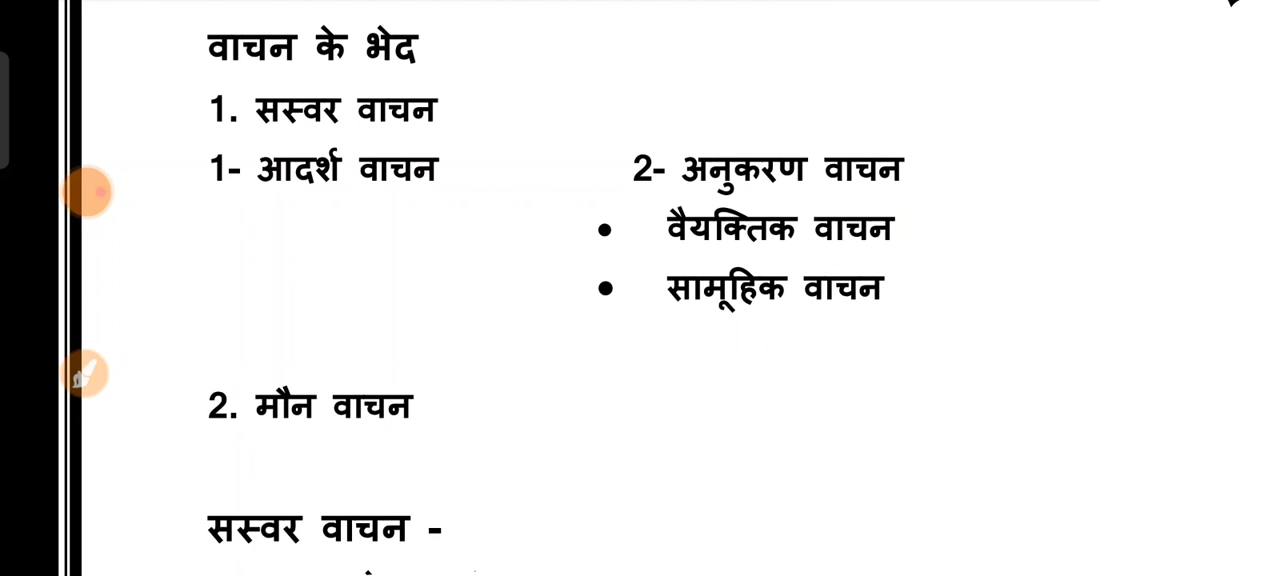 वाचन के भेद
1. सस्वर वाचन
1- आदर्श वाचन 2- अनुकरण वाचन
• वैयक्तिक वाचन
• सामूहिक वाचन
2. मौन वाचन
सस्वर वाचन -